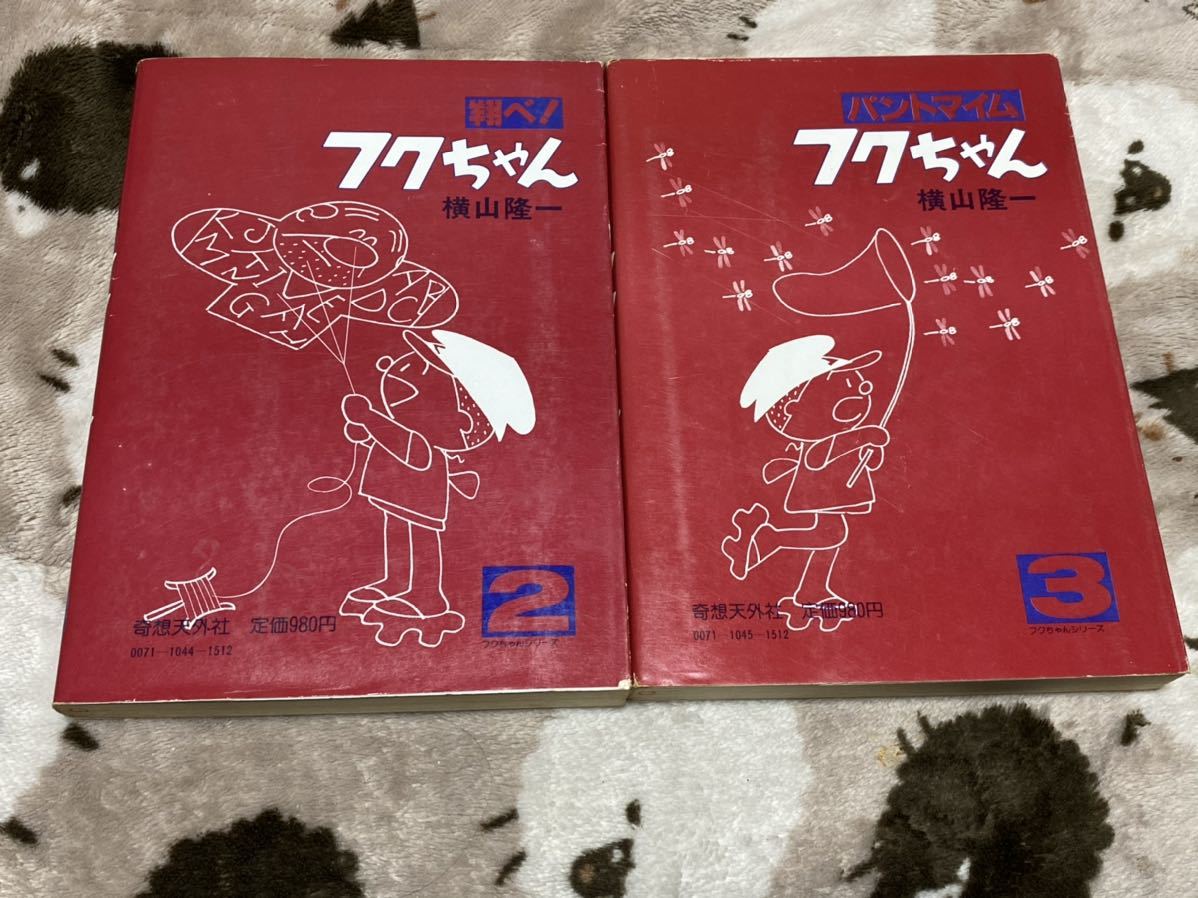 翔べ!
フクちゃん
横山隆一
奇想天外社 定価980円
0071-1044-1512
2
フクちゃんシリーズ
パントマイム
フクちゃん
横山隆一
奇想天外社 定価980円
0071-1045-1512
3
フクちゃんシリーズ